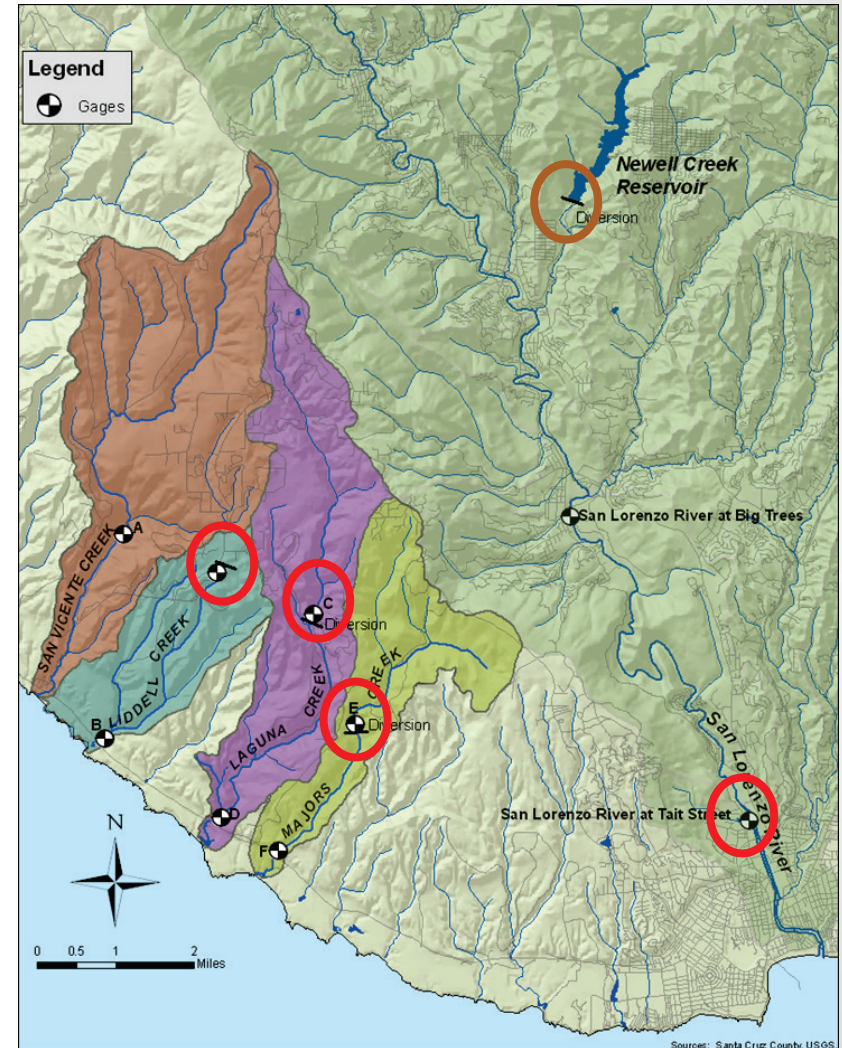 Legend
Gages
Newell Creek
Reservoir
Diversion
San Lorenzo River at Big Trees
A
SAN VICENTE CREEK
C
Diversion
LIDDELL CREEK
B
LAGUNA CREEK
E
Diversion
MAJORS CREEK
D
F
San Lorenzo River
San Lorenzo River at Tait Street
N
0 0.5 1 2
Miles
Sources: Santa Cruz County, USGS